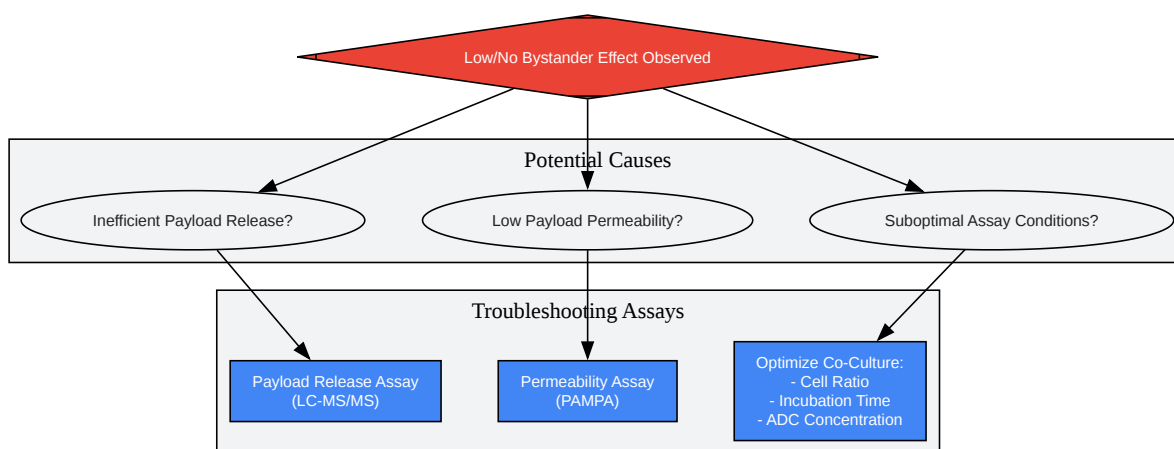 Low/No Bystander Effect Observed
Potential Causes
Inefficient Payload Release?
Low Payload Permeability?
Suboptimal Assay Conditions?
Troubleshooting Assays
Payload Release Assay
(LC-MS/MS)
Permeability Assay
(PAMPA)
Optimize Co-Culture:
- Cell Ratio
- Incubation Time
- ADC Concentration